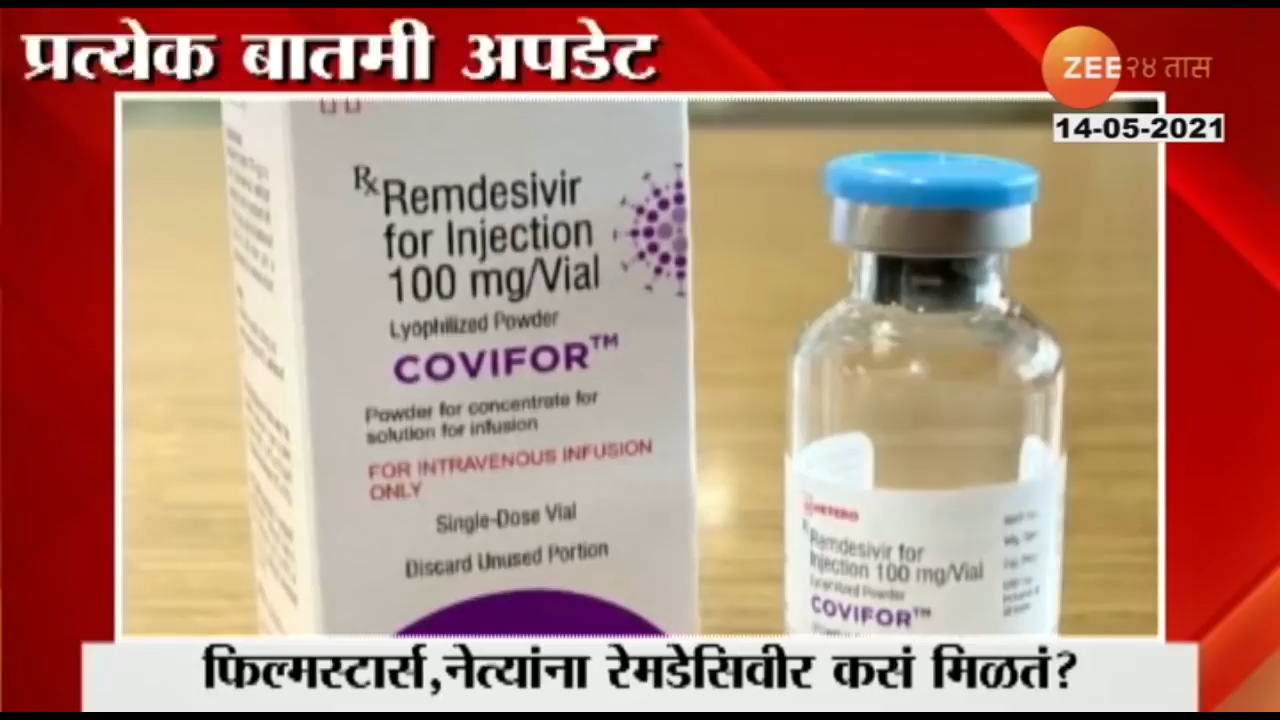 प्रत्येक बातमी अपडेट
ZEE २४ तास
14-05-2021
Rx Remdesivir
for Injection
100 mg/Vial
Lyophilized Powder
COVIFOR™
Powder for concentrate for
solution for infusion
FOR INTRAVENOUS INFUSION
ONLY
Single-Dose Vial
Discard Unused Portion
HETERO
Remdesivir for
Injection 100 mg/Vial
Lyophilized Powder
COVIFOR™
फिल्मस्टार्स,नेत्यांना रेमडेसिवीर कसं मिळतं?